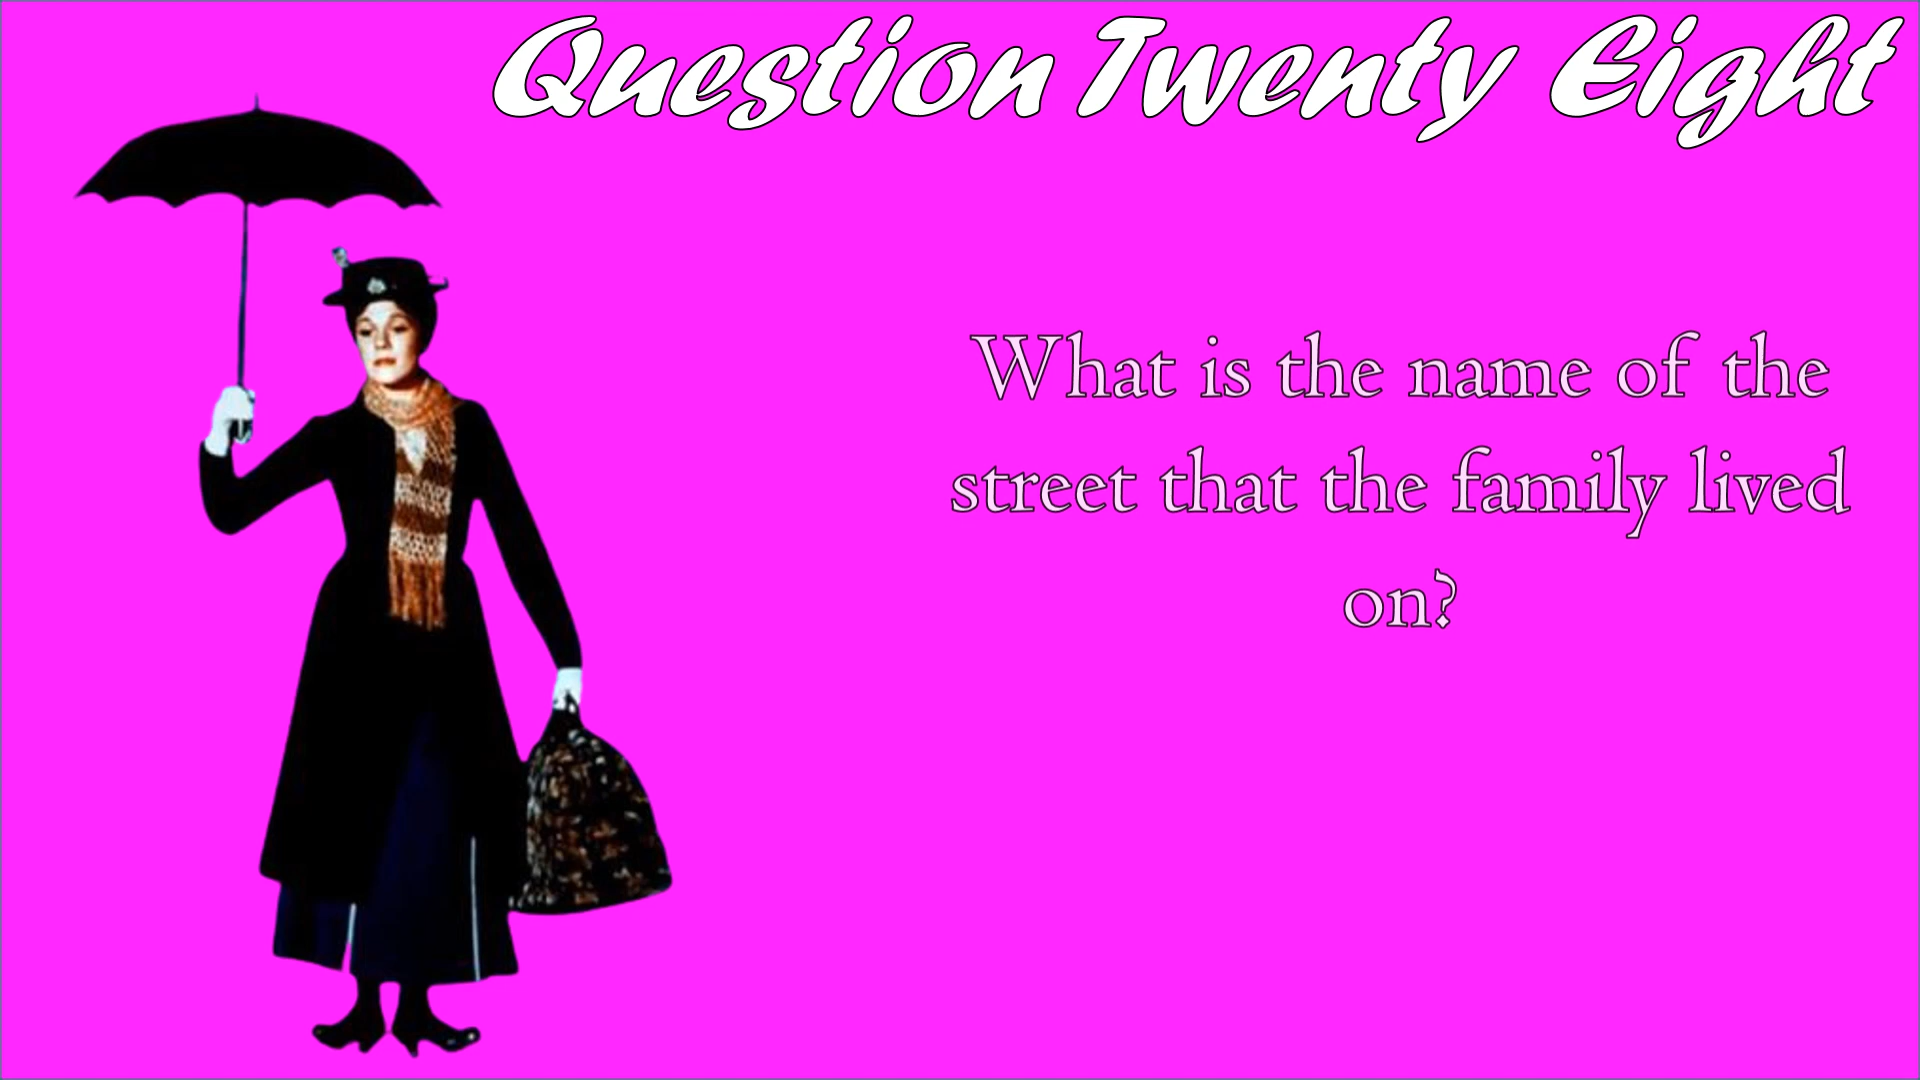 Question Twenty Eight
What is the name of the
street that the family lived
on?